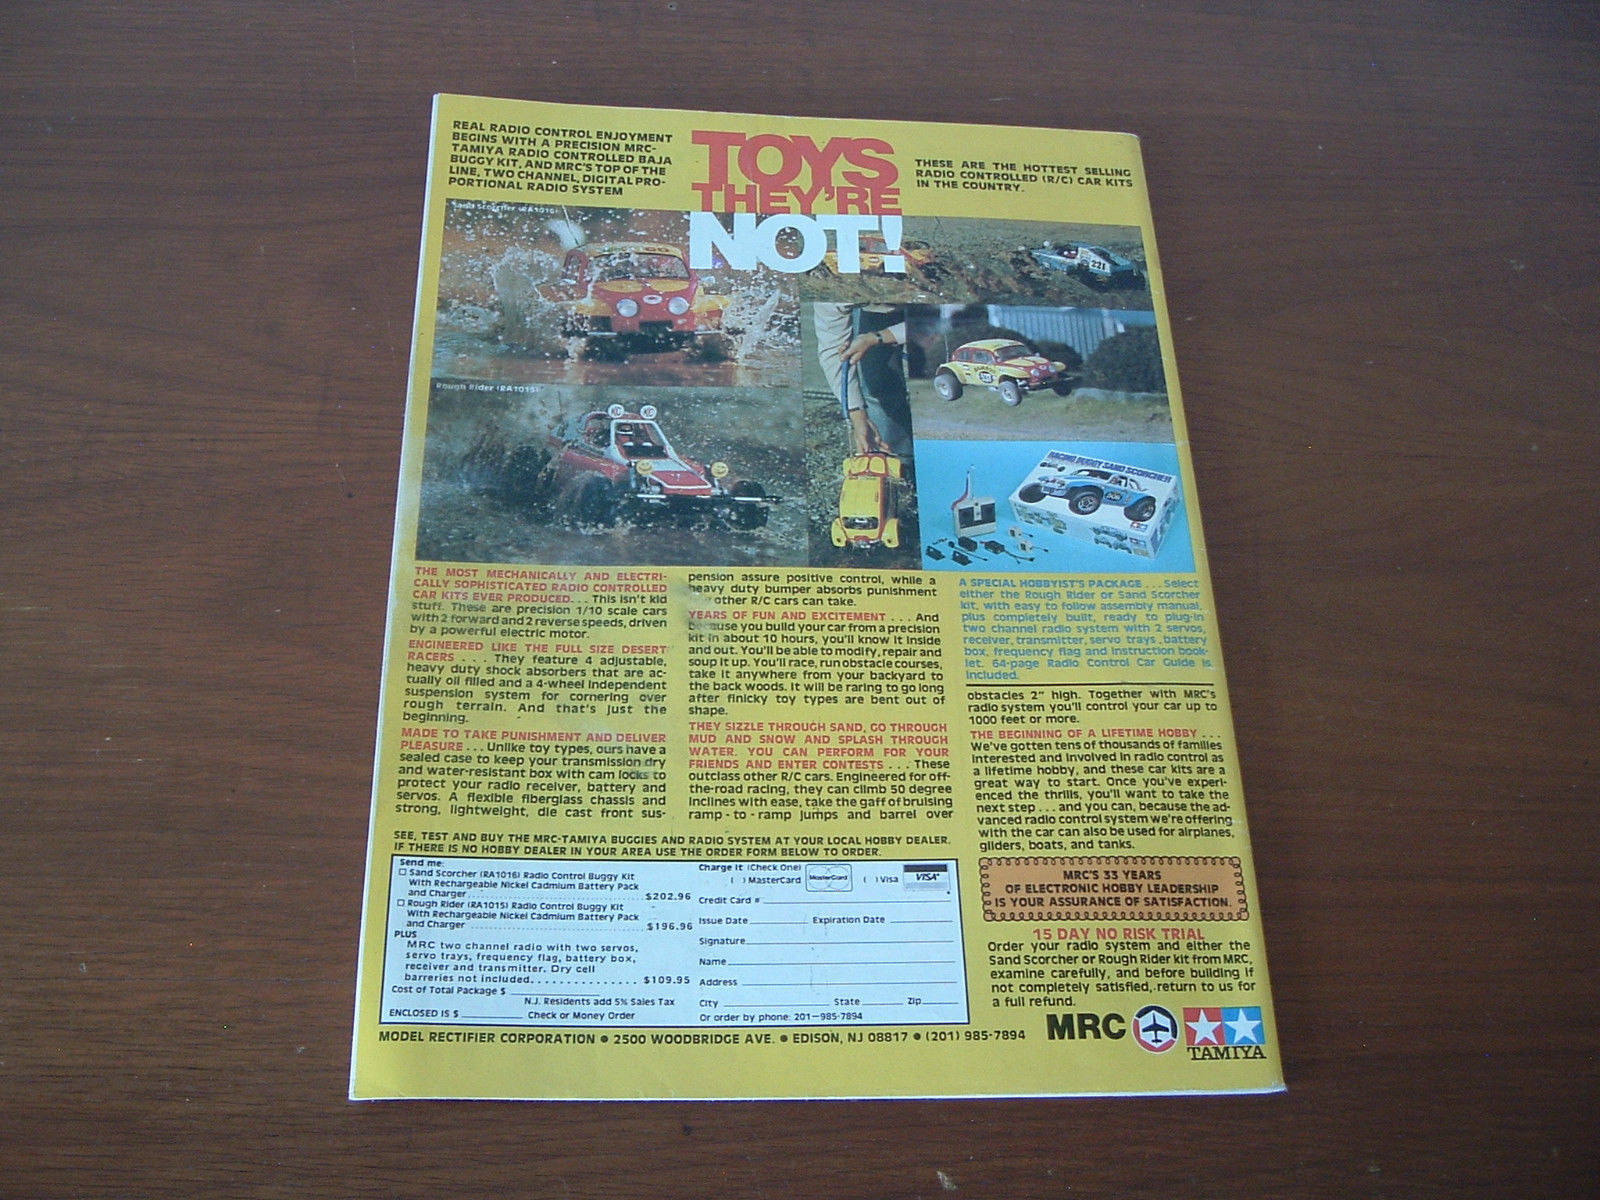 REAL RADIO CONTROL ENJOYMENT
BEGINS WITH A PRECISION MRC-
TAMIYA RADIO CONTROLLED BAJA
BUGGY KIT, AND MRC'S TOP OF THE
LINE, TWO CHANNEL, DIGITAL PRO-
PORTIONAL RADIO SYSTEM
TOYS
THEY'RE
NOT!
THESE ARE THE HOTTEST SELLING
RADIO CONTROLLED (R/C) CAR KITS
IN THE COUNTRY.
Sand Scorcher (RA1016)
221
Rough Rider (RA1015)
KC
KC
RACING BUGGY SAND SCORCHER
THE MOST MECHANICALLY AND ELECTRI-
CALLY SOPHISTICATED RADIO CONTROLLED
CAR KITS EVER PRODUCED... This isn't kid
stuff. These are precision 1/10 scale cars
with 2 forward and 2 reverse speeds, driven
by a powerful electric motor.
ENGINEERED LIKE THE FULL SIZE DESERT
RACERS . . . They feature 4 adjustable,
heavy duty shock absorbers that are ac-
tually oil filled and a 4-wheel independent
suspension system for cornering over
rough terrain. And that's just the
beginning.
MADE TO TAKE PUNISHMENT AND DELIVER
PLEASURE ... Unlike toy types, ours have a
sealed case to keep your transmission dry
and water-resistant box with cam locks to
protect your radio receiver, battery and
servos. A flexible fiberglass chassis and
strong, lightweight, die cast front sus-
pension assure positive control, while a
heavy duty bumper absorbs punishment
other R/C cars can take.
YEARS OF FUN AND EXCITEMENT ... And
because you build your car from a precision
kit in about 10 hours, you'll know it inside
and out. You'll be able to modify, repair and
soup it up. You'll race, run obstacle courses,
take it anywhere from your backyard to
the back woods. It will be raring to go long
after finicky toy types are bent out of
shape.
THEY SIZZLE THROUGH SAND, GO THROUGH
MUD AND SNOW AND SPLASH THROUGH
WATER. YOU CAN PERFORM FOR YOUR
FRIENDS AND ENTER CONTESTS . . . These
outclass other R/C cars. Engineered for off-
the-road racing, they can climb 50 degree
inclines with ease, take the gaff of bruising
ramp - to - ramp jumps and barrel over
A SPECIAL HOBBYIST'S PACKAGE ... Select
either the Rough Rider or Sand Scorcher
kit, with easy to follow assembly manual,
plus completely built, ready to plug-in
two channel radio system with 2 servos,
receiver, transmitter, servo trays, battery
box, frequency flag and instruction book-
let. 64-page Radio Control Car Guide is
included.
obstacles 2" high. Together with MRC's
radio system you'll control your car up to
1000 feet or more.
THE BEGINNING OF A LIFETIME HOBBY ...
We've gotten tens of thousands of families
interested and involved in radio control as
a lifetime hobby, and these car kits are a
great way to start. Once you've experi-
enced the thrills, you'll want to take the
next step ... and you can, because the ad-
vanced radio control system we're offering
with the car can also be used for airplanes,
gliders, boats, and tanks.
SEE, TEST AND BUY THE MRC-TAMIYA BUGGIES AND RADIO SYSTEM AT YOUR LOCAL HOBBY DEALER.
IF THERE IS NO HOBBY DEALER IN YOUR AREA USE THE ORDER FORM BELOW TO ORDER.
Send me:
Sand Scorcher (RA1016) Radio Control Buggy Kit
With Rechargeable Nickel Cadmium Battery Pack
and Charger $202.96
Rough Rider (RA1015) Radio Control Buggy Kit
With Rechargeable Nickel Cadmium Battery Pack
and Charger $196.96
PLUS
MRC two channel radio with two servos,
servo trays, frequency flag, battery box,
receiver and transmitter. Dry cell
barreries not included. $109.95
Cost of Total Package $
N.J. Residents add 5% Sales Tax
ENCLOSED IS $ Check or Money Order
Charge It (Check One)
( ) MasterCard MasterCard ( ) Visa VISA
Credit Card #
Issue Date Expiration Date
Signature
Name
Address
City State Zip
Or order by phone: 201-985-7894
MRC'S 33 YEARS
OF ELECTRONIC HOBBY LEADERSHIP
IS YOUR ASSURANCE OF SATISFACTION.
15 DAY NO RISK TRIAL
Order your radio system and either the
Sand Scorcher or Rough Rider kit from MRC,
examine carefully, and before building if
not completely satisfied, return to us for
a full refund.
MODEL RECTIFIER CORPORATION • 2500 WOODBRIDGE AVE. • EDISON, NJ 08817 • (201) 985-7894
MRC
TAMIYA